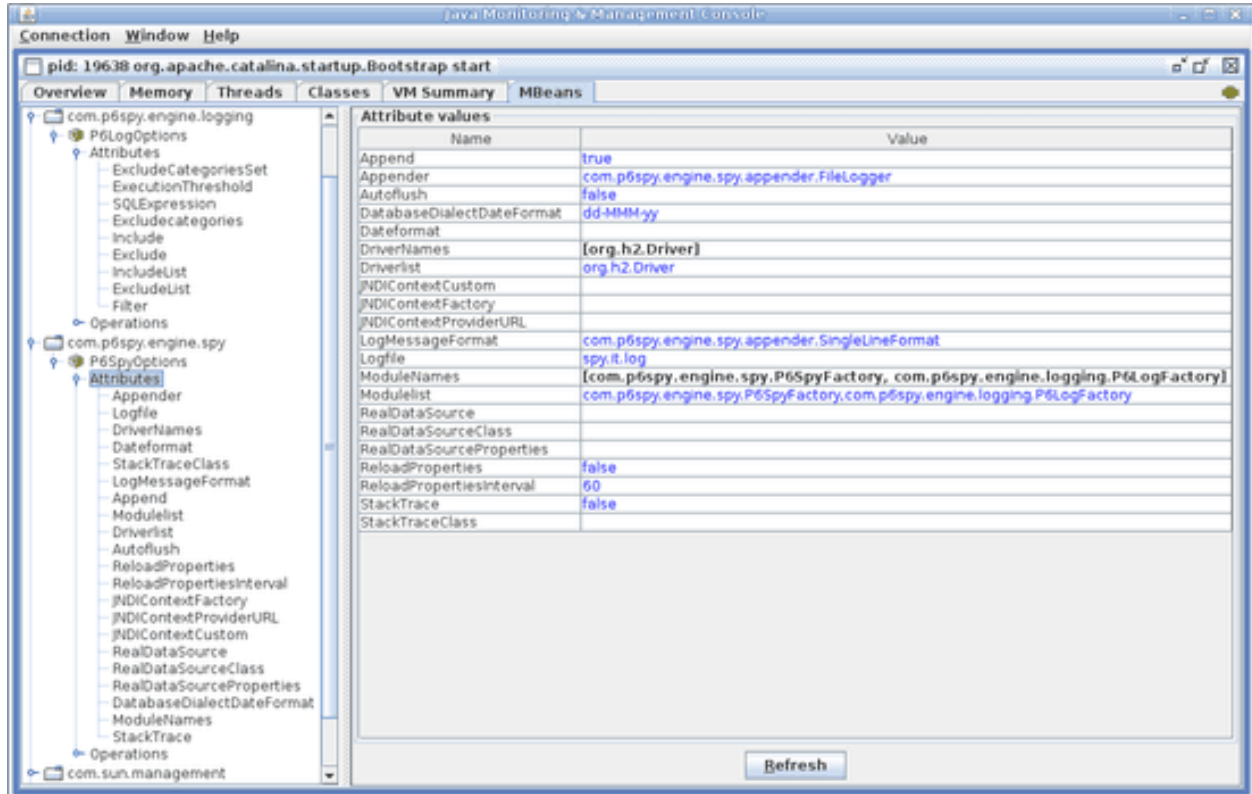 Java Monitoring & Management Console
Connection Window Help
pid: 19638 org.apache.catalina.startup.Bootstrap start
Overview Memory Threads Classes VM Summary MBeans
com.p6spy.engine.logging
P6LogOptions
Attributes
ExcludeCategoriesSet
ExecutionThreshold
SQLExpression
Excludecategories
Include
Exclude
IncludeList
ExcludeList
Filter
Operations
com.p6spy.engine.spy
P6SpyOptions
Attributes
Appender
Logfile
DriverNames
Dateformat
StackTraceClass
LogMessageFormat
Append
Modulelist
Driverlist
Autoflush
ReloadProperties
ReloadPropertiesInterval
JNDIContextFactory
JNDIContextProviderURL
JNDIContextCustom
RealDataSource
RealDataSourceClass
RealDataSourceProperties
DatabaseDialectDateFormat
ModuleNames
StackTrace
Operations
com.sun.management
Attribute values
Name Value
Append true
Appender com.p6spy.engine.spy.appender.FileLogger
Autoflush false
DatabaseDialectDateFormat dd-MMM-yy
Dateformat
DriverNames [org.h2.Driver]
Driverlist org.h2.Driver
JNDIContextCustom
JNDIContextFactory
JNDIContextProviderURL
LogMessageFormat com.p6spy.engine.spy.appender.SingleLineFormat
Logfile spy.it.log
ModuleNames [com.p6spy.engine.spy.P6SpyFactory, com.p6spy.engine.logging.P6LogFactory]
Modulelist com.p6spy.engine.spy.P6SpyFactory,com.p6spy.engine.logging.P6LogFactory
RealDataSource
RealDataSourceClass
RealDataSourceProperties
ReloadProperties false
ReloadPropertiesInterval 60
StackTrace false
StackTraceClass
Refresh